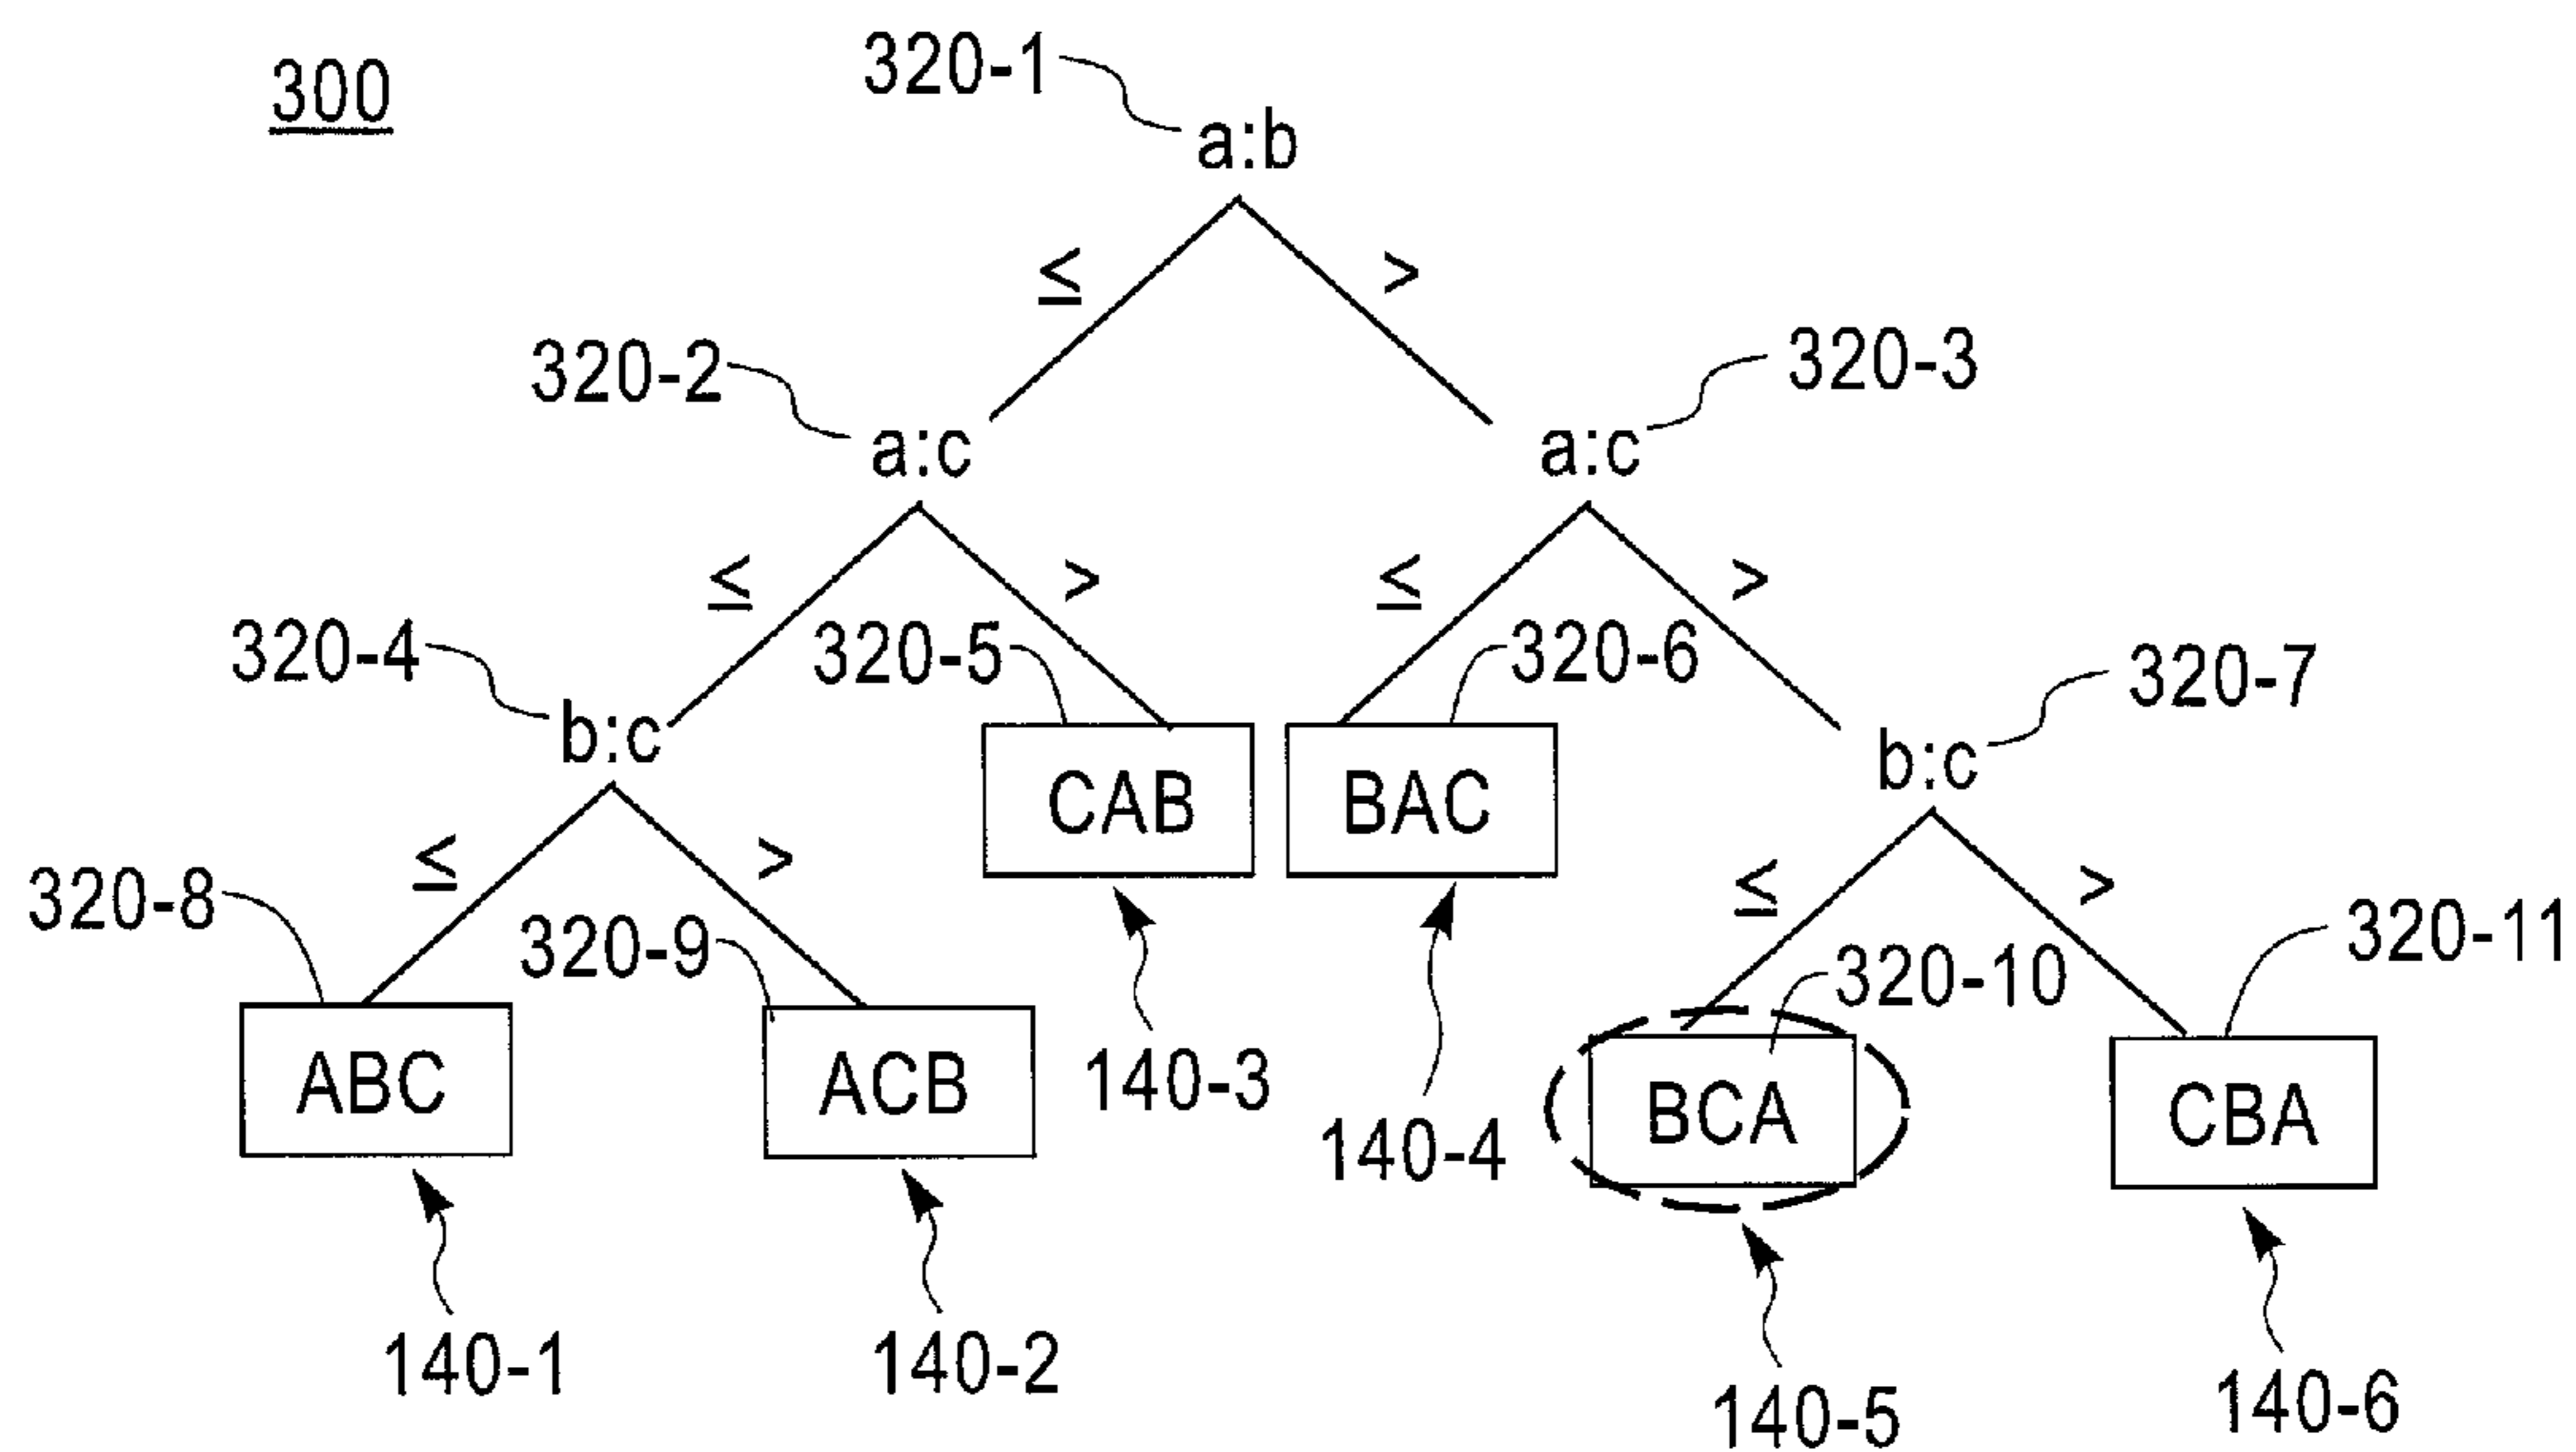 300
320-1
a:b
≤ >
320-2
320-3
a:c
a:c
≤ > ≤ >
320-4
320-5
320-6
320-7
b:c
CAB
BAC
b:c
≤ > ≤ >
320-8
320-9
320-10
320-11
ABC
ACB
140-3
140-4
BCA
CBA
140-1
140-2
140-5
140-6